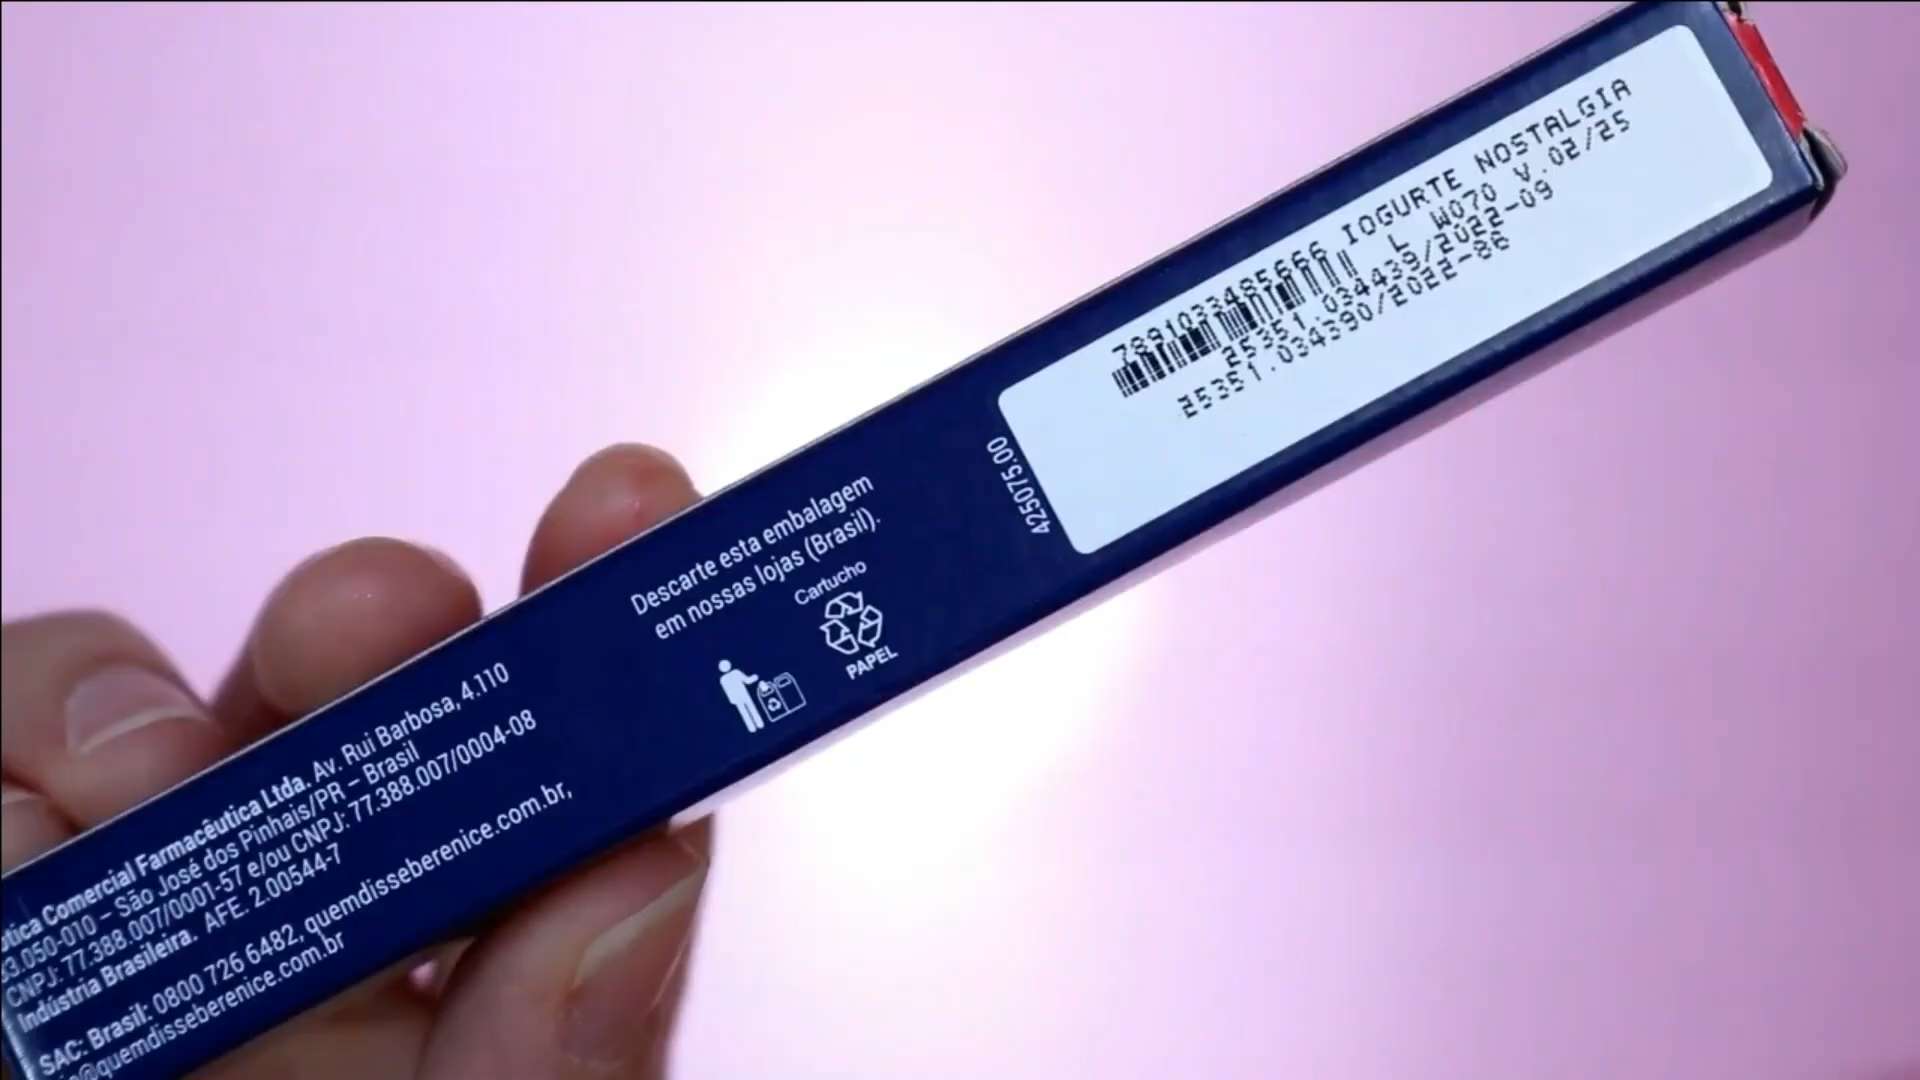 Comercial Farmacêutica Ltda. Av. Rui Barbosa, 4.110
3.050-010 – São José dos Pinhais/PR – Brasil
CNPJ: 77.388.007/0001-57 e/ou CNPJ: 77.388.007/0004-08
Indústria Brasileira. AFE. 2.00544-7
SAC: Brasil: 0800 726 6482, quemdisseberenice.com.br,
@quemdisseberenice.com.br
Descarte esta embalagem
em nossas lojas (Brasil).
Cartucho
PAPEL
425075.00
7891033485666 IOGURTE NOSTALGIA
L W070 V.02/25
25351.034439/2022-09
25351.034390/2022-86